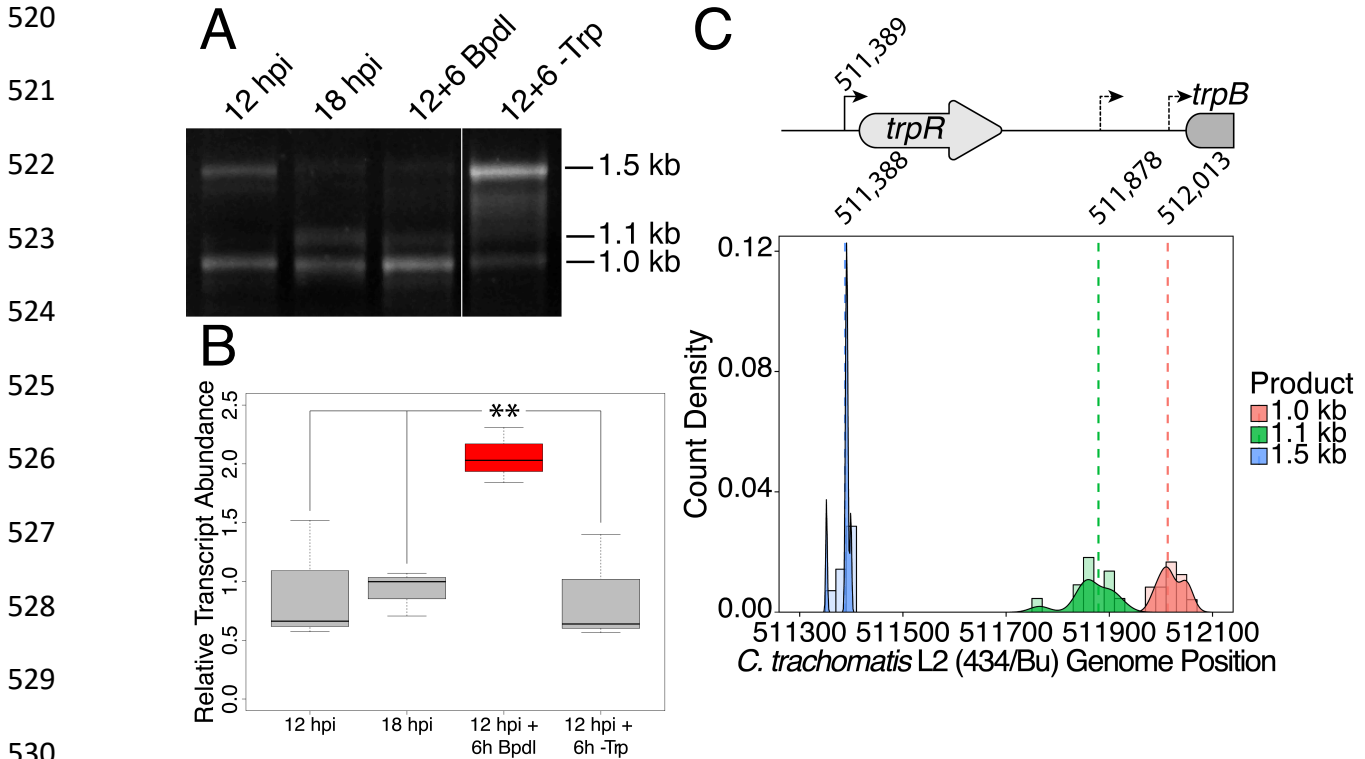 520
521
522
523
524
525
526
527
528
529
530
A
12 hpi
18 hpi
12+6 Bpdl
12+6 -Trp
1.5 kb
1.1 kb
1.0 kb
B
Relative Transcript Abundance
2.5
2.0
1.5
1.0
0.5
0.0
**
12 hpi
18 hpi
12 hpi +
6h Bpdl
12 hpi +
6h -Trp
C
511,389
trpR
trpB
511,388
511,878
512,013
Count Density
0.12
0.08
0.04
0.00
511300 511500 511700 511900 512100
C. trachomatis L2 (434/Bu) Genome Position
Product
1.0 kb
1.1 kb
1.5 kb